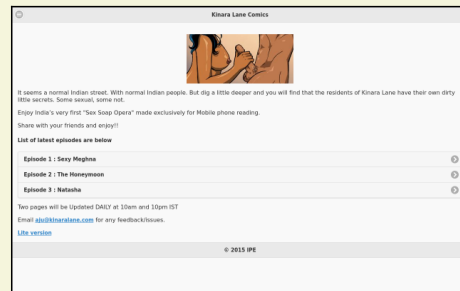 Kinara Lane Comics
It seems a normal Indian street. With normal Indian people. But dig a little deeper and you will find that the residents of Kinara Lane have their own dirty
little secrets. Some sexual, some not.
Enjoy India's very first "Sex Soap Opera" made exclusively for Mobile phone reading.
Share with your friends and enjoy!!
List of latest episodes are below
Episode 1 : Sexy Meghna
Episode 2 : The Honeymoon
Episode 3 : Natasha
Two pages will be Updated DAILY at 10am and 10pm IST
Email aju@kinaralane.com for any feedback/issues.
Lite version
© 2015 IPE